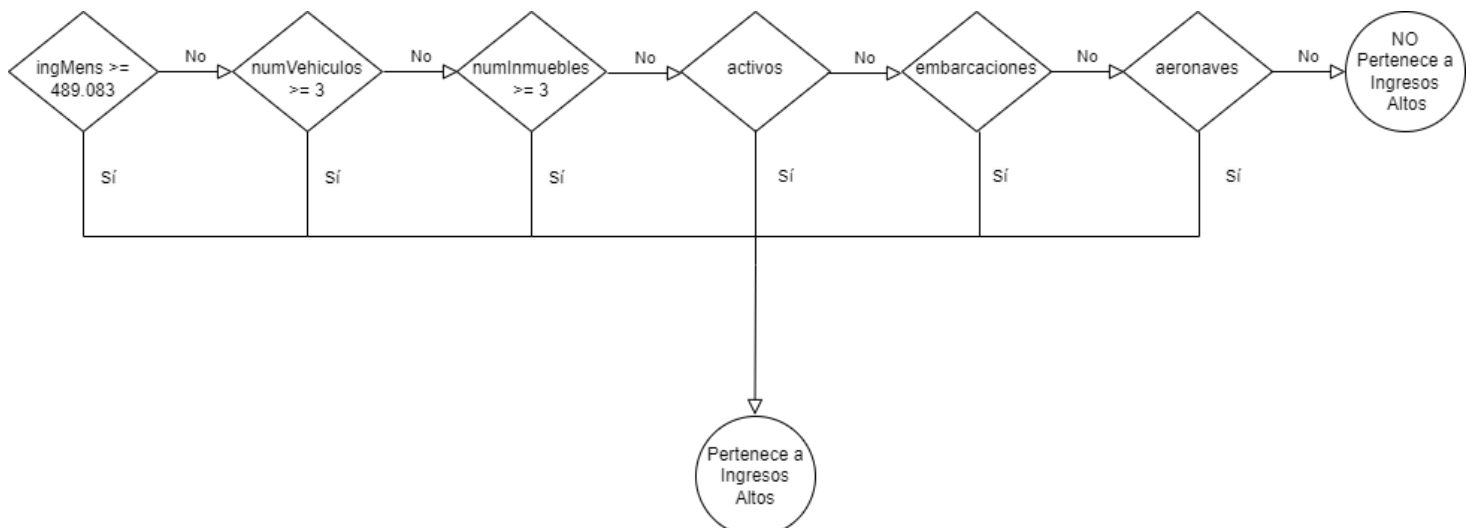 ingMens >=
489.083
No
numVehiculos
>= 3
No
numInmuebles
>= 3
No
activos
No
embarcaciones
No
aeronaves
No
NO
Pertenece a
Ingresos
Altos
Sí
Sí
Sí
Sí
Sí
Sí
Pertenece a
Ingresos
Altos